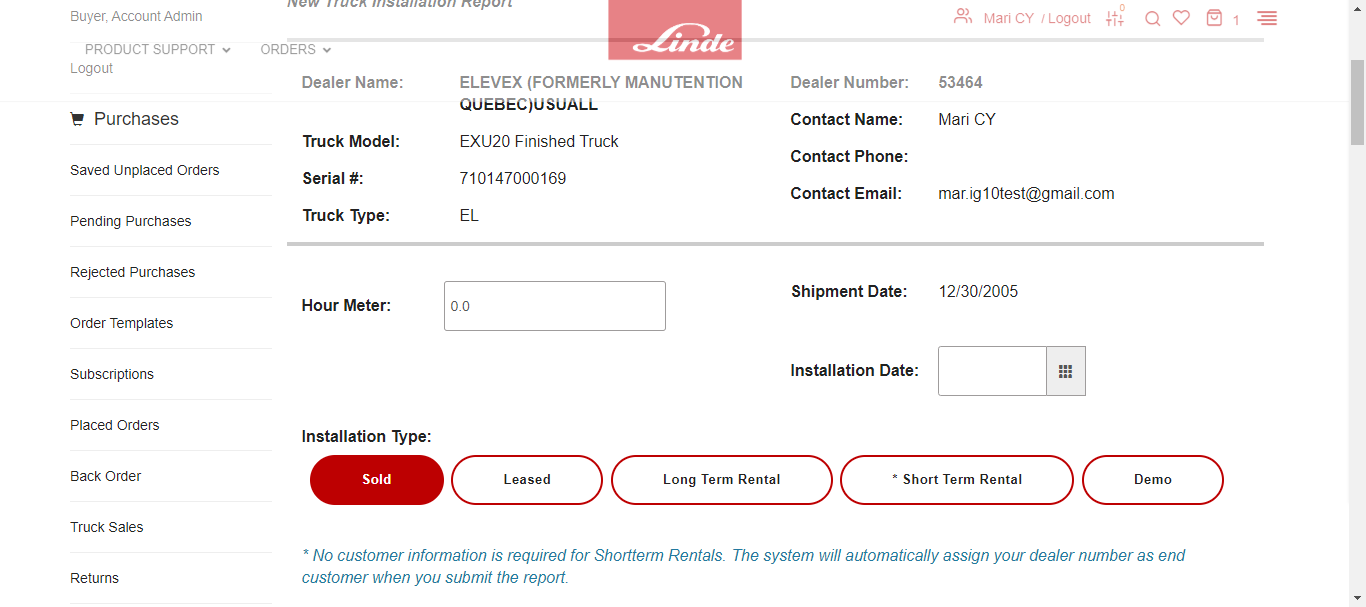 Buyer, Account Admin
New Truck Installation Report
Linde
Mari CY / Logout
0
1
PRODUCT SUPPORT
ORDERS
Logout
Purchases
Saved Unplaced Orders
Pending Purchases
Rejected Purchases
Order Templates
Subscriptions
Placed Orders
Back Order
Truck Sales
Returns
Dealer Name: ELEVEX (FORMERLY MANUTENTION
QUEBEC)USUALL
Dealer Number: 53464
Contact Name: Mari CY
Truck Model: EXU20 Finished Truck
Contact Phone:
Serial #: 710147000169
Contact Email: mar.ig10test@gmail.com
Truck Type: EL
Hour Meter: 0.0
Shipment Date: 12/30/2005
Installation Date:
Installation Type:
Sold Leased Long Term Rental * Short Term Rental Demo
* No customer information is required for Shortterm Rentals. The system will automatically assign your dealer number as end
customer when you submit the report.